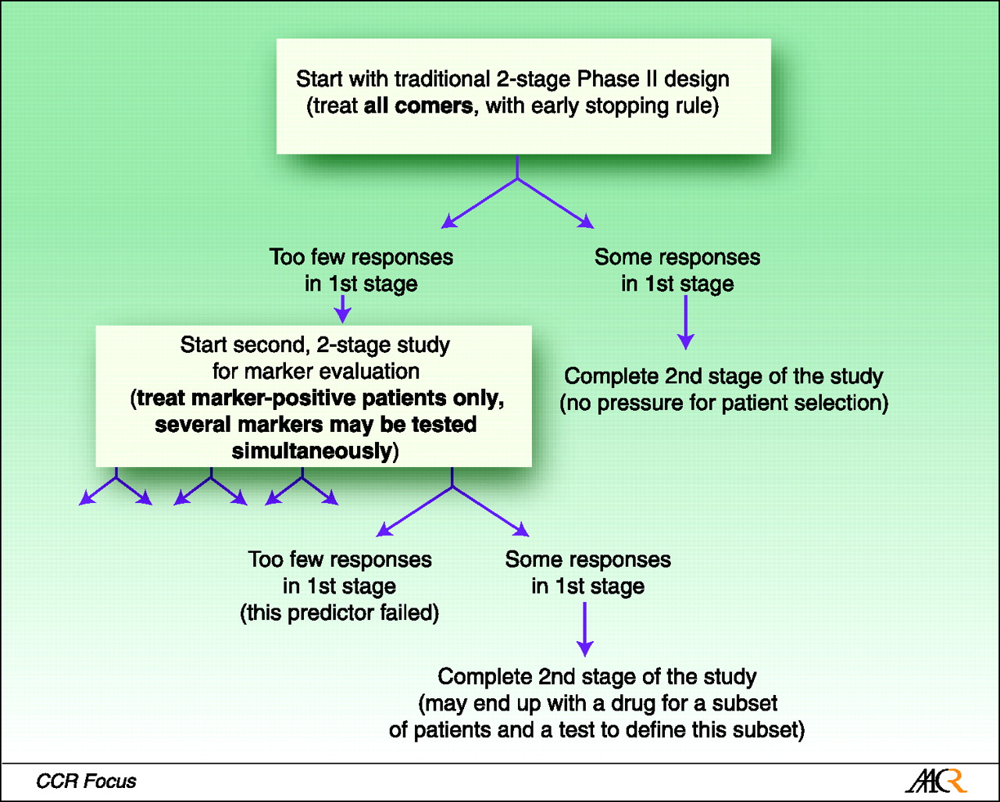 Start with traditional 2-stage Phase II design
(treat all comers, with early stopping rule)
Too few responses
in 1st stage
Some responses
in 1st stage
Start second, 2-stage study
for marker evaluation
(treat marker-positive patients only,
several markers may be tested
simultaneously)
Complete 2nd stage of the study
(no pressure for patient selection)
Too few responses
in 1st stage
(this predictor failed)
Some responses
in 1st stage
Complete 2nd stage of the study
(may end up with a drug for a subset
of patients and a test to define this subset)
CCR Focus
AACR